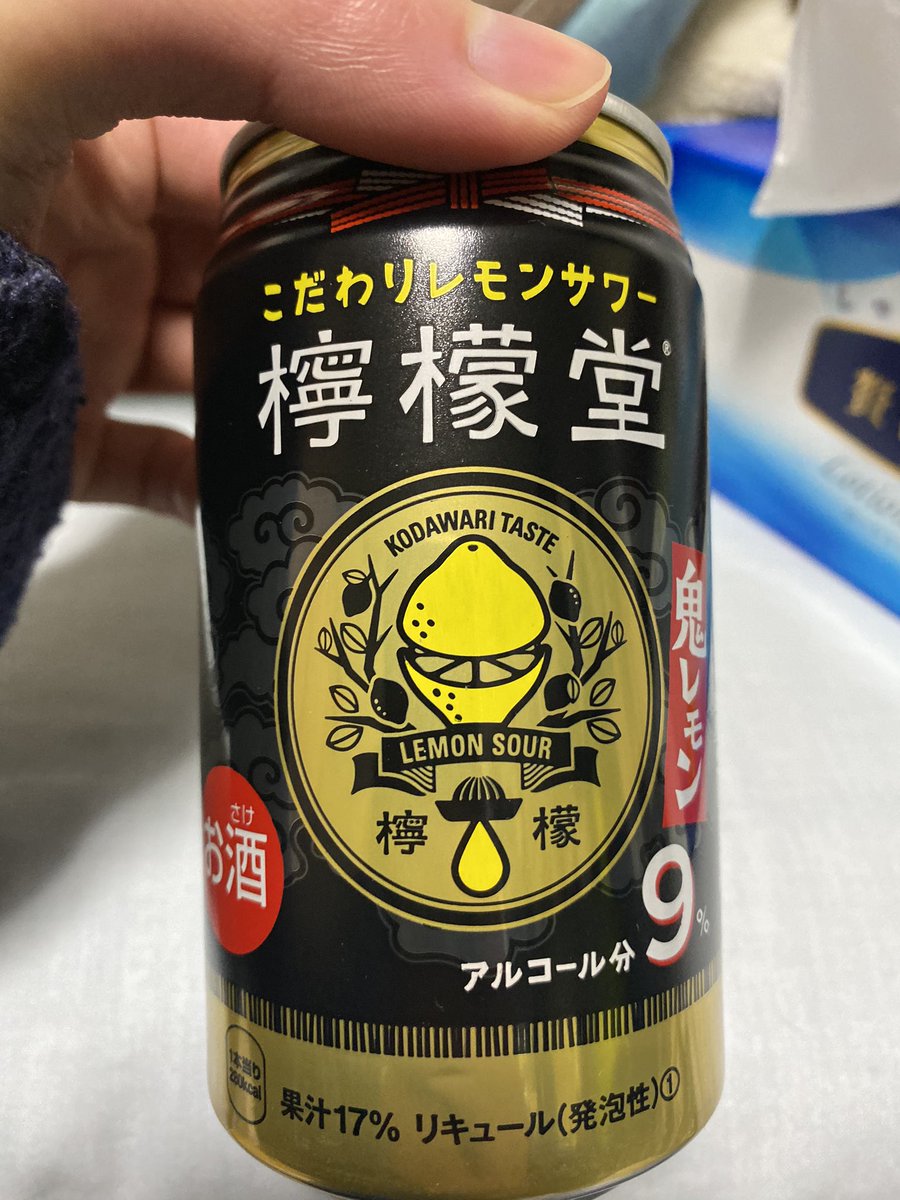 こだわりレモンサワー
檸檬堂®
KODAWARI TASTE
LEMON SOUR
檸檬
鬼レモン
さけ
お酒
アルコール分9%
1本当り
280kcal
果汁17% リキュール(発泡性)①